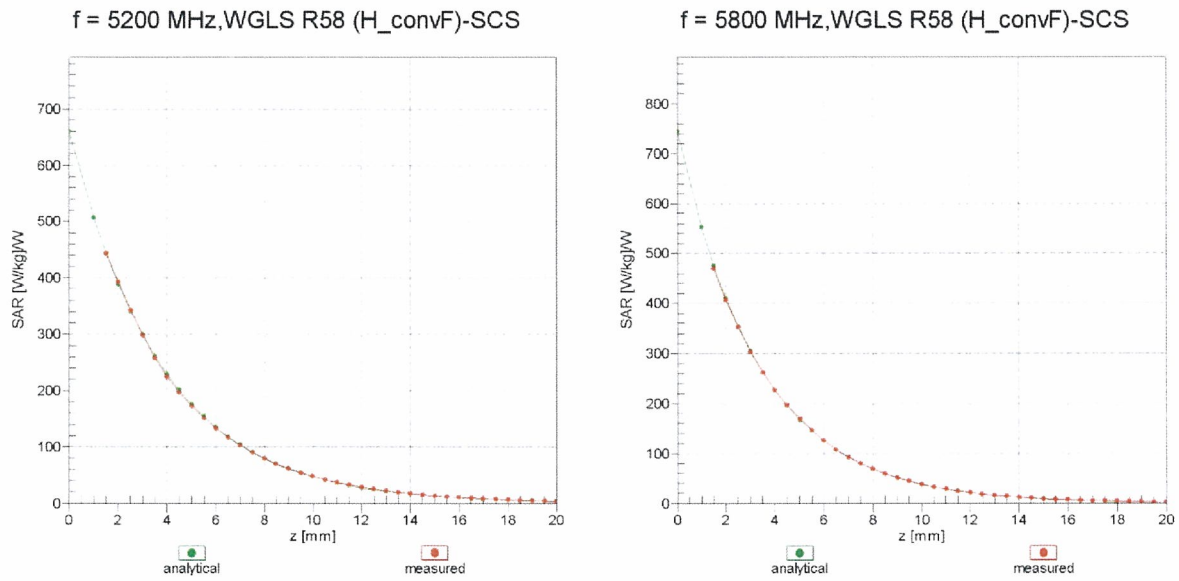 f = 5200 MHz,WGLS R58 (H_convF)-SCS
700
600
500
400
300
200
100
0
SAR [W/kg]/W
0 2 4 6 8 10 12 14 16 18 20
z [mm]
analytical measured
f = 5800 MHz,WGLS R58 (H_convF)-SCS
800
700
600
500
400
300
200
100
0
SAR [W/kg]/W
0 2 4 6 8 10 12 14 16 18 20
z [mm]
analytical measured